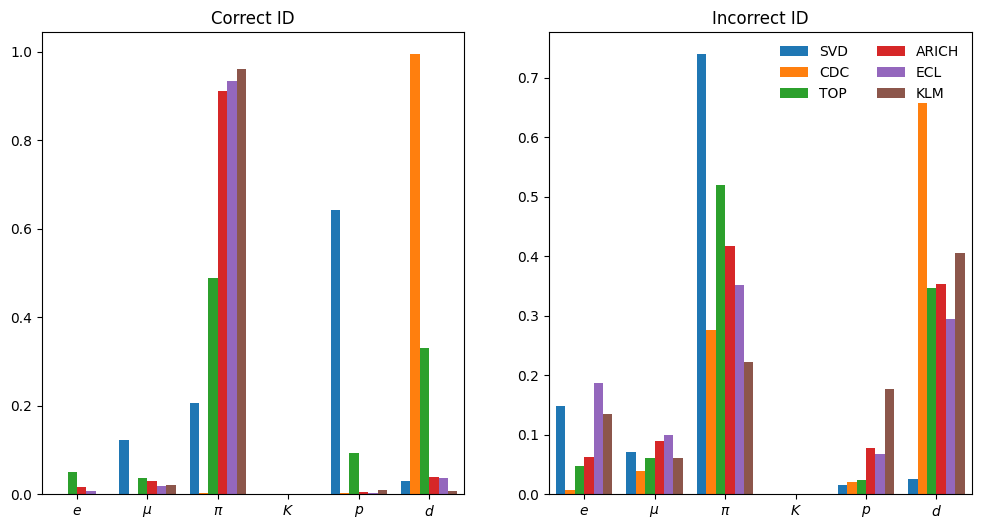 Correct ID
1.0
0.8
0.6
0.4
0.2
0.0
e μ π K p d
Incorrect ID
0.7
0.6
0.5
0.4
0.3
0.2
0.1
0.0
SVD ARICH
CDC ECL
TOP KLM
e μ π K p d